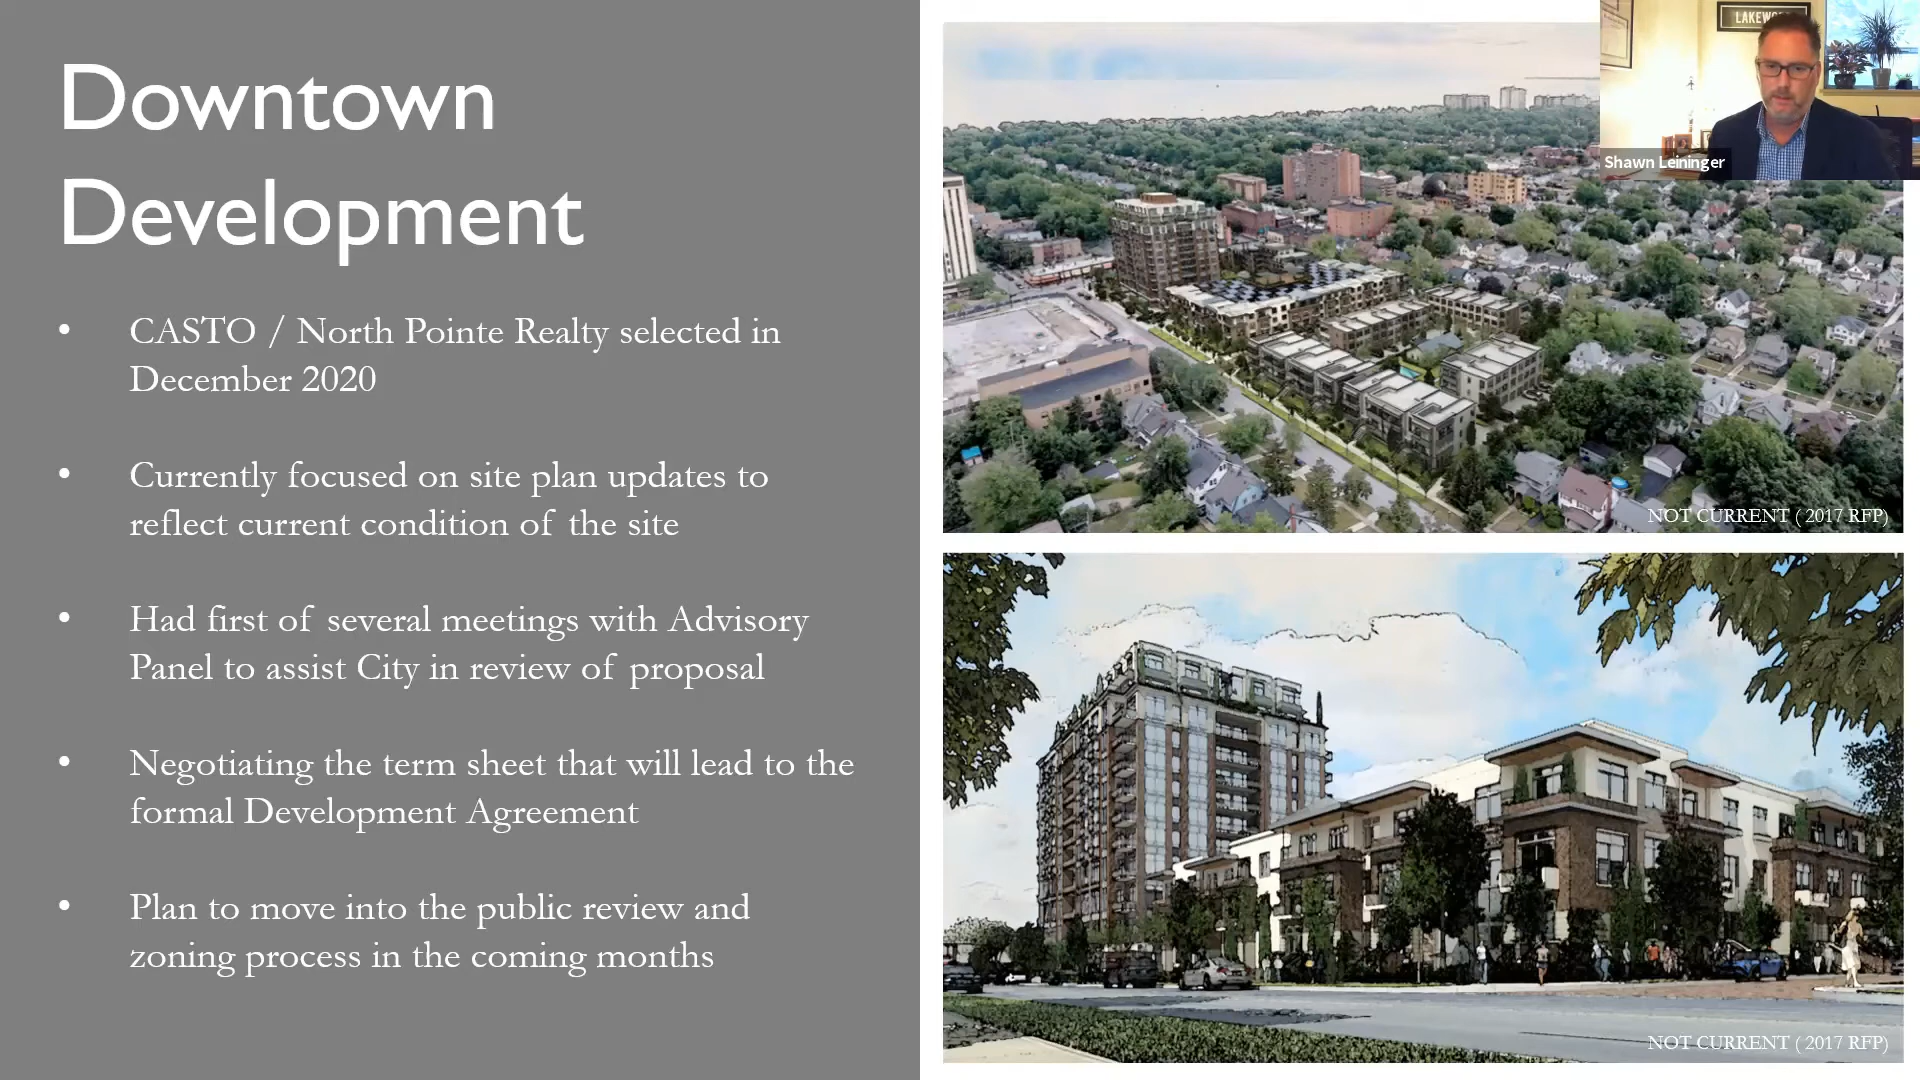 Downtown
Development
• CASTO / North Pointe Realty selected in
December 2020
• Currently focused on site plan updates to
reflect current condition of the site
• Had first of several meetings with Advisory
Panel to assist City in review of proposal
• Negotiating the term sheet that will lead to the
formal Development Agreement
• Plan to move into the public review and
zoning process in the coming months
Shawn Leininger
NOT CURRENT ( 2017 RFP)
NOT CURRENT ( 2017 RFP)